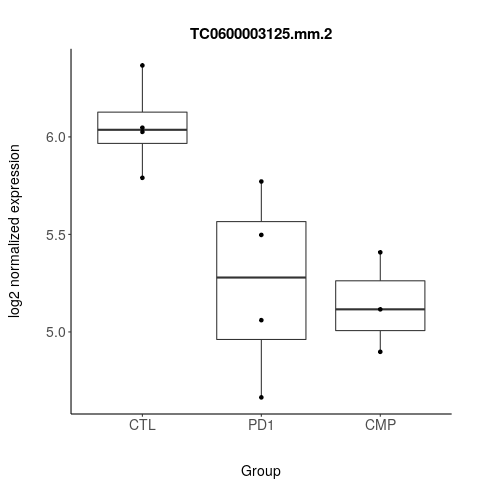 TC0600003125.mm.2
log2 normalized expression
6.0
5.5
5.0
CTL
PD1
CMP
Group